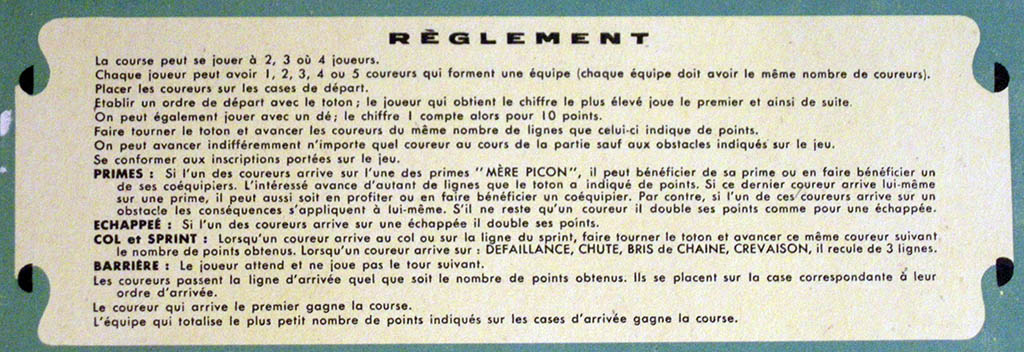 RÈGLEMENT
La course peut se jouer à 2, 3 où 4 joueurs.
Chaque joueur peut avoir 1, 2, 3, 4 ou 5 coureurs qui forment une équipe (chaque équipe doit avoir le même nombre de coureurs).
Placer les coureurs sur les cases de départ.
Etablir un ordre de départ avec le toton ; le joueur qui obtient le chiffre le plus élevé joue le premier et ainsi de suite.
On peut également jouer avec un dé ; le chiffre 1 compte alors pour 10 points.
Faire tourner le toton et avancer les coureurs du même nombre de lignes que celui-ci indique de points.
On peut avancer indifféremment n'importe quel coureur au cours de la partie sauf aux obstacles indiqués sur le jeu.
Se conformer aux inscriptions portées sur le jeu.
PRIMES : Si l'un des coureurs arrive sur l'une des primes "MÈRE PICON", il peut bénéficier de sa prime ou en faire bénéficier un
de ses coéquipiers. L'intéressé avance d'autant de lignes que le toton a indiqué de points. Si ce dernier coureur arrive lui-même
sur une prime, il peut aussi soit en profiter ou en faire bénéficier un coéquipier. Par contre, si l'un de ces coureurs arrive sur un
obstacle les conséquences s'appliquent à lui-même. S'il ne reste qu'un coureur il double ses points comme pour une échappée.
ECHAPPEÉ : Si l'un des coureurs arrive sur une échappée il double ses points.
COL et SPRINT : Lorsqu'un coureur arrive au col ou sur la ligne du sprint, faire tourner le toton et avancer ce même coureur suivant
le nombre de points obtenus. Lorsqu'un coureur arrive sur : DEFAILLANCE, CHUTE, BRIS de CHAINE, CREVAISON, il recule de 3 lignes.
BARRIÈRE : Le joueur attend et ne joue pas le tour suivant.
Les coureurs passent la ligne d'arrivée quel que soit le nombre de points obtenus. Ils se placent sur la case correspondante à leur
ordre d'arrivée.
Le coureur qui arrive le premier gagne la course.
L'équipe qui totalise le plus petit nombre de points indiqués sur les cases d'arrivée gagne la course.